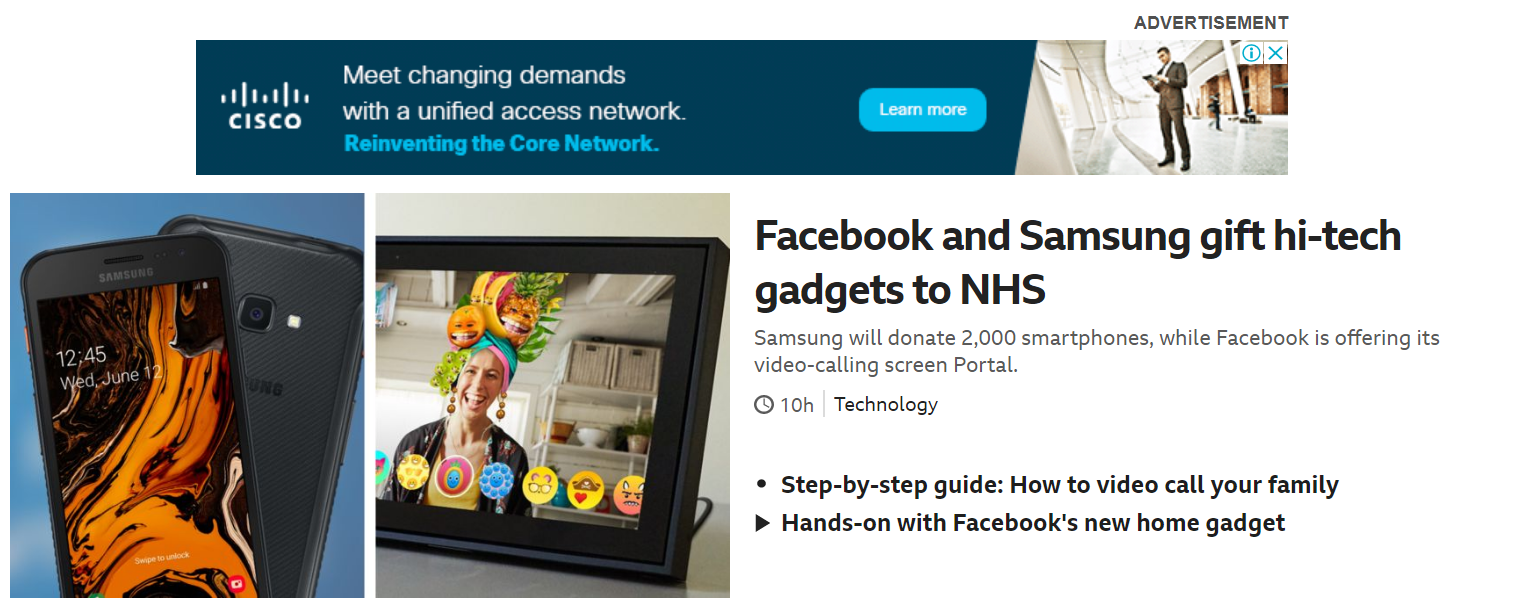 ADVERTISEMENT
CISCO
Meet changing demands
with a unified access network.
Reinventing the Core Network.
Learn more
SAMSUNG
12:45
Wed, June 12
UNG
Swipe to unlock
Facebook and Samsung gift hi-tech
gadgets to NHS
Samsung will donate 2,000 smartphones, while Facebook is offering its
video-calling screen Portal.
10h
Technology
Step-by-step guide: How to video call your family
Hands-on with Facebook's new home gadget